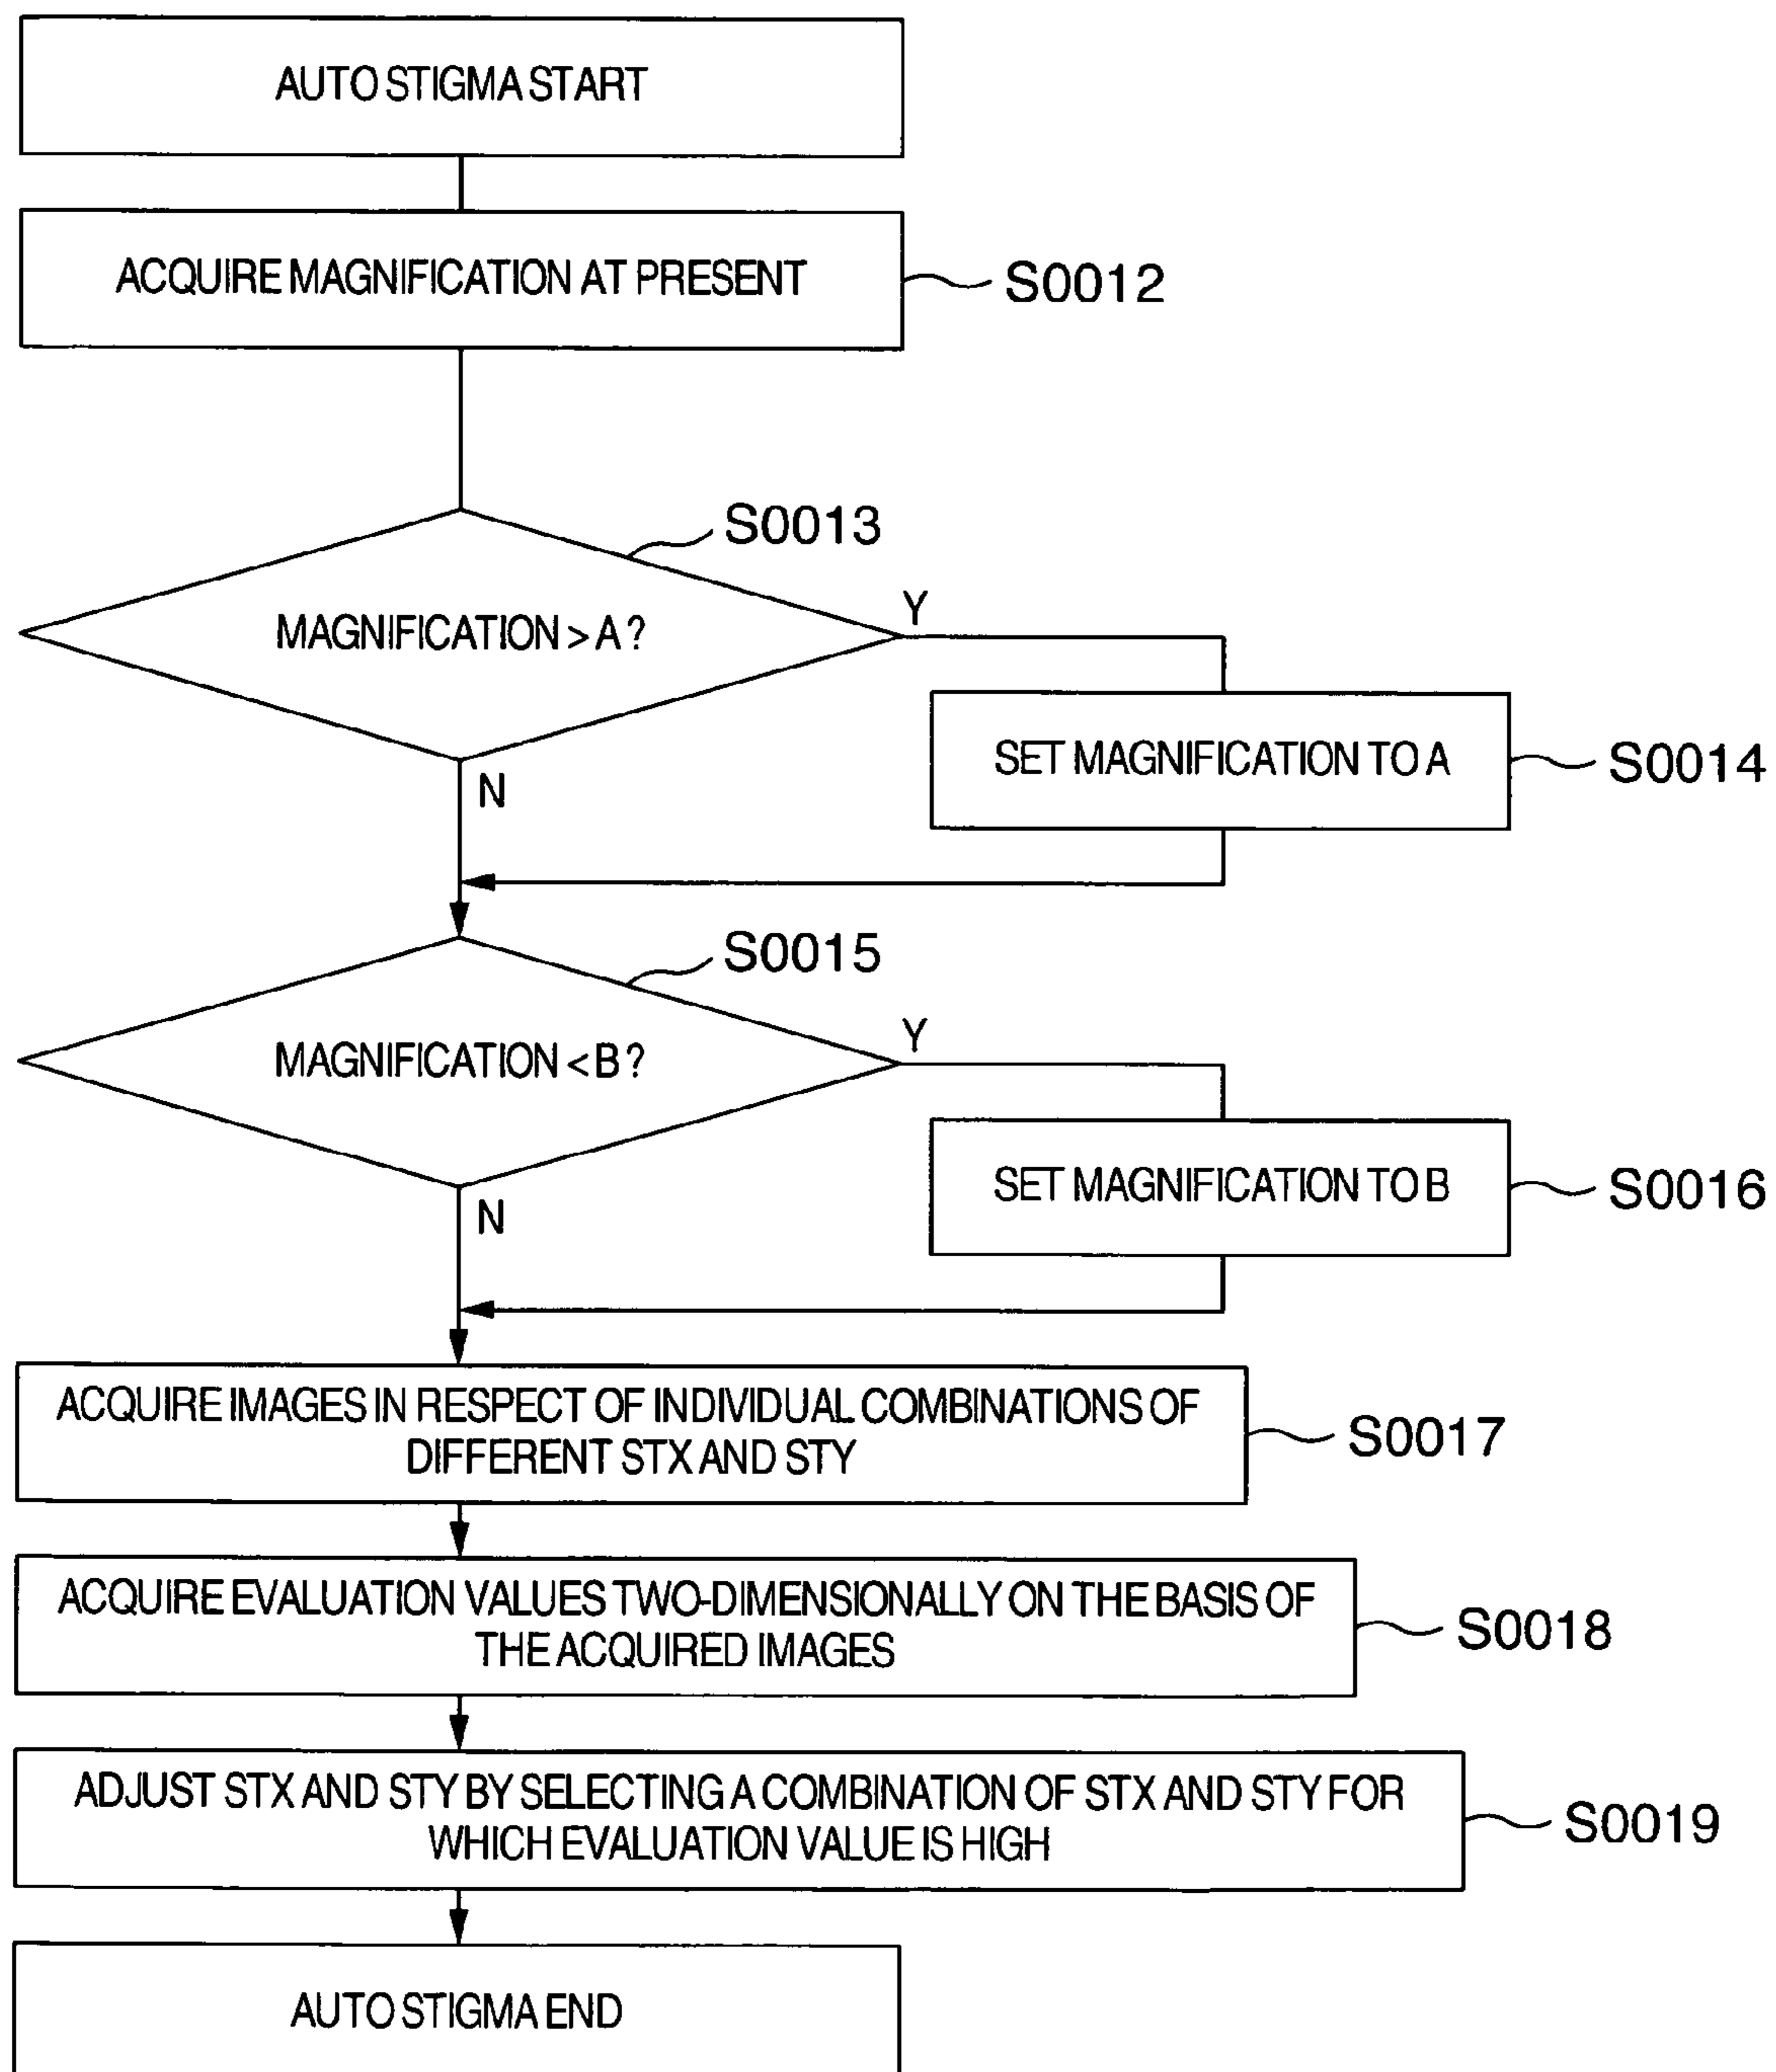 AUTO STIGMA START
ACQUIRE MAGNIFICATION AT PRESENT
S0012
S0013
MAGNIFICATION > A ?
Y
SET MAGNIFICATION TO A
S0014
N
S0015
MAGNIFICATION < B ?
Y
SET MAGNIFICATION TO B
S0016
N
ACQUIRE IMAGES IN RESPECT OF INDIVIDUAL COMBINATIONS OF
DIFFERENT STX AND STY
S0017
ACQUIRE EVALUATION VALUES TWO-DIMENSIONALLY ON THE BASIS OF
THE ACQUIRED IMAGES
S0018
ADJUST STX AND STY BY SELECTING A COMBINATION OF STX AND STY FOR
WHICH EVALUATION VALUE IS HIGH
S0019
AUTO STIGMA END